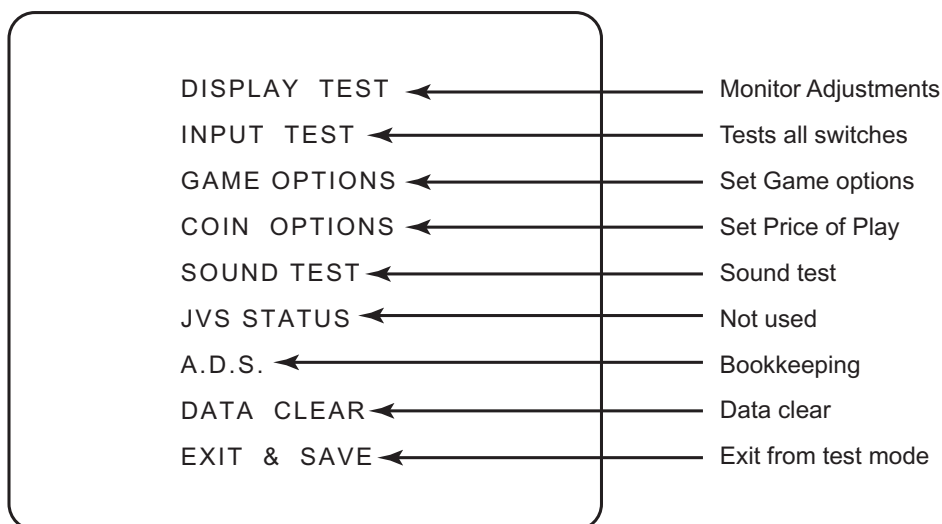 DISPLAY TEST Monitor Adjustments
INPUT TEST Tests all switches
GAME OPTIONS Set Game options
COIN OPTIONS Set Price of Play
SOUND TEST Sound test
JVS STATUS Not used
A.D.S. Bookkeeping
DATA CLEAR Data clear
EXIT & SAVE Exit from test mode